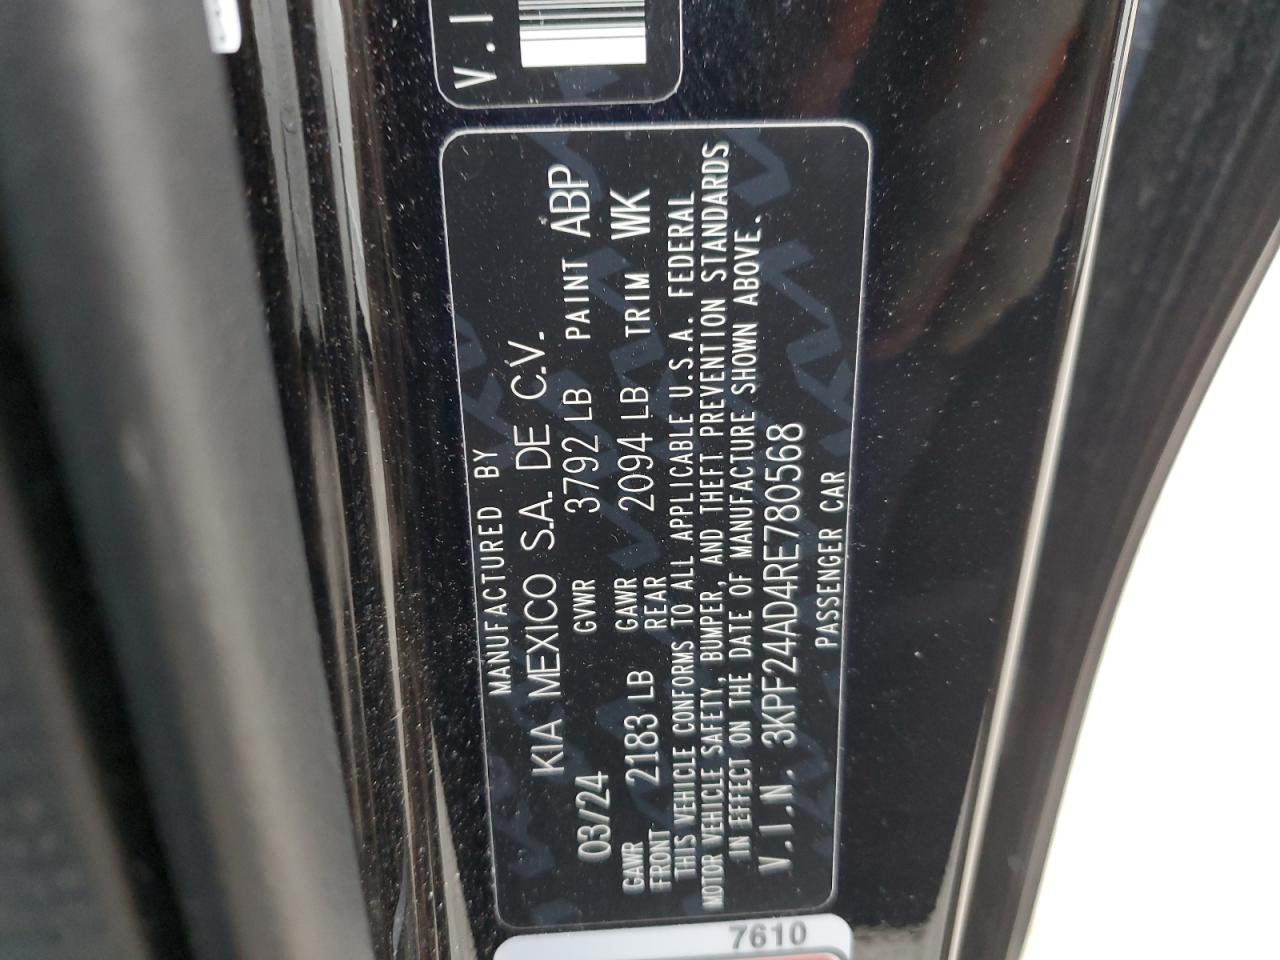 V.I
MANUFACTURED BY
KIA MEXICO S.A. DE C.V.
03/24 GVWR 3792 LB PAINT ABP
GAWR FRONT 2183 LB GAWR REAR 2094 LB TRIM WK
THIS VEHICLE CONFORMS TO ALL APPLICABLE U.S.A. FEDERAL
MOTOR VEHICLE SAFETY, BUMPER, AND THEFT PREVENTION STANDARDS
IN EFFECT ON THE DATE OF MANUFACTURE SHOWN ABOVE.
V.I.N. 3KPF24AD4RE780568
PASSENGER CAR
7610